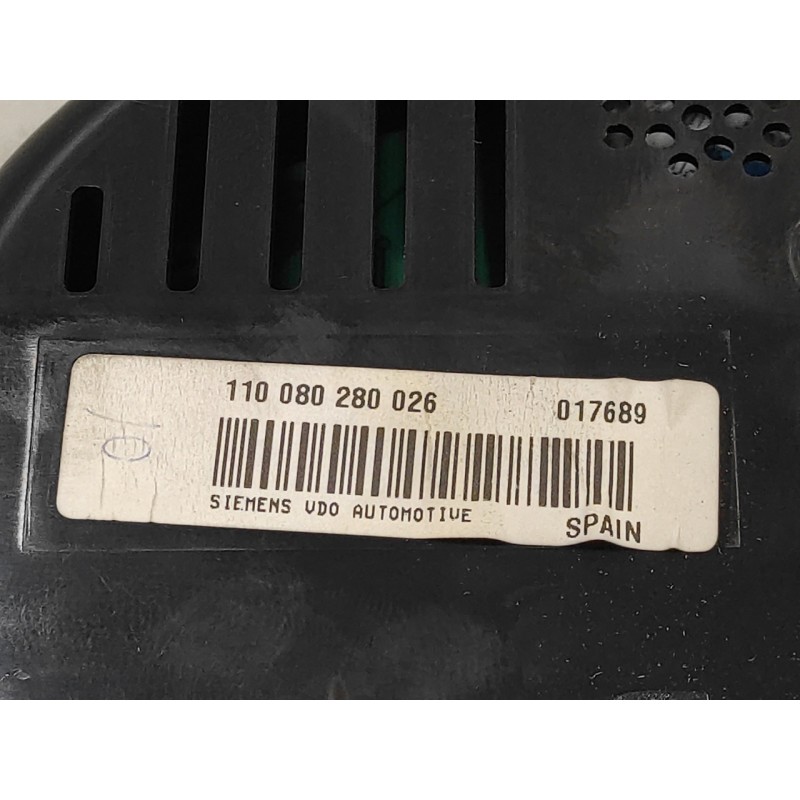 110 080 280 026 017689
SIEMENS VDO AUTOMOTIVE SPAIN